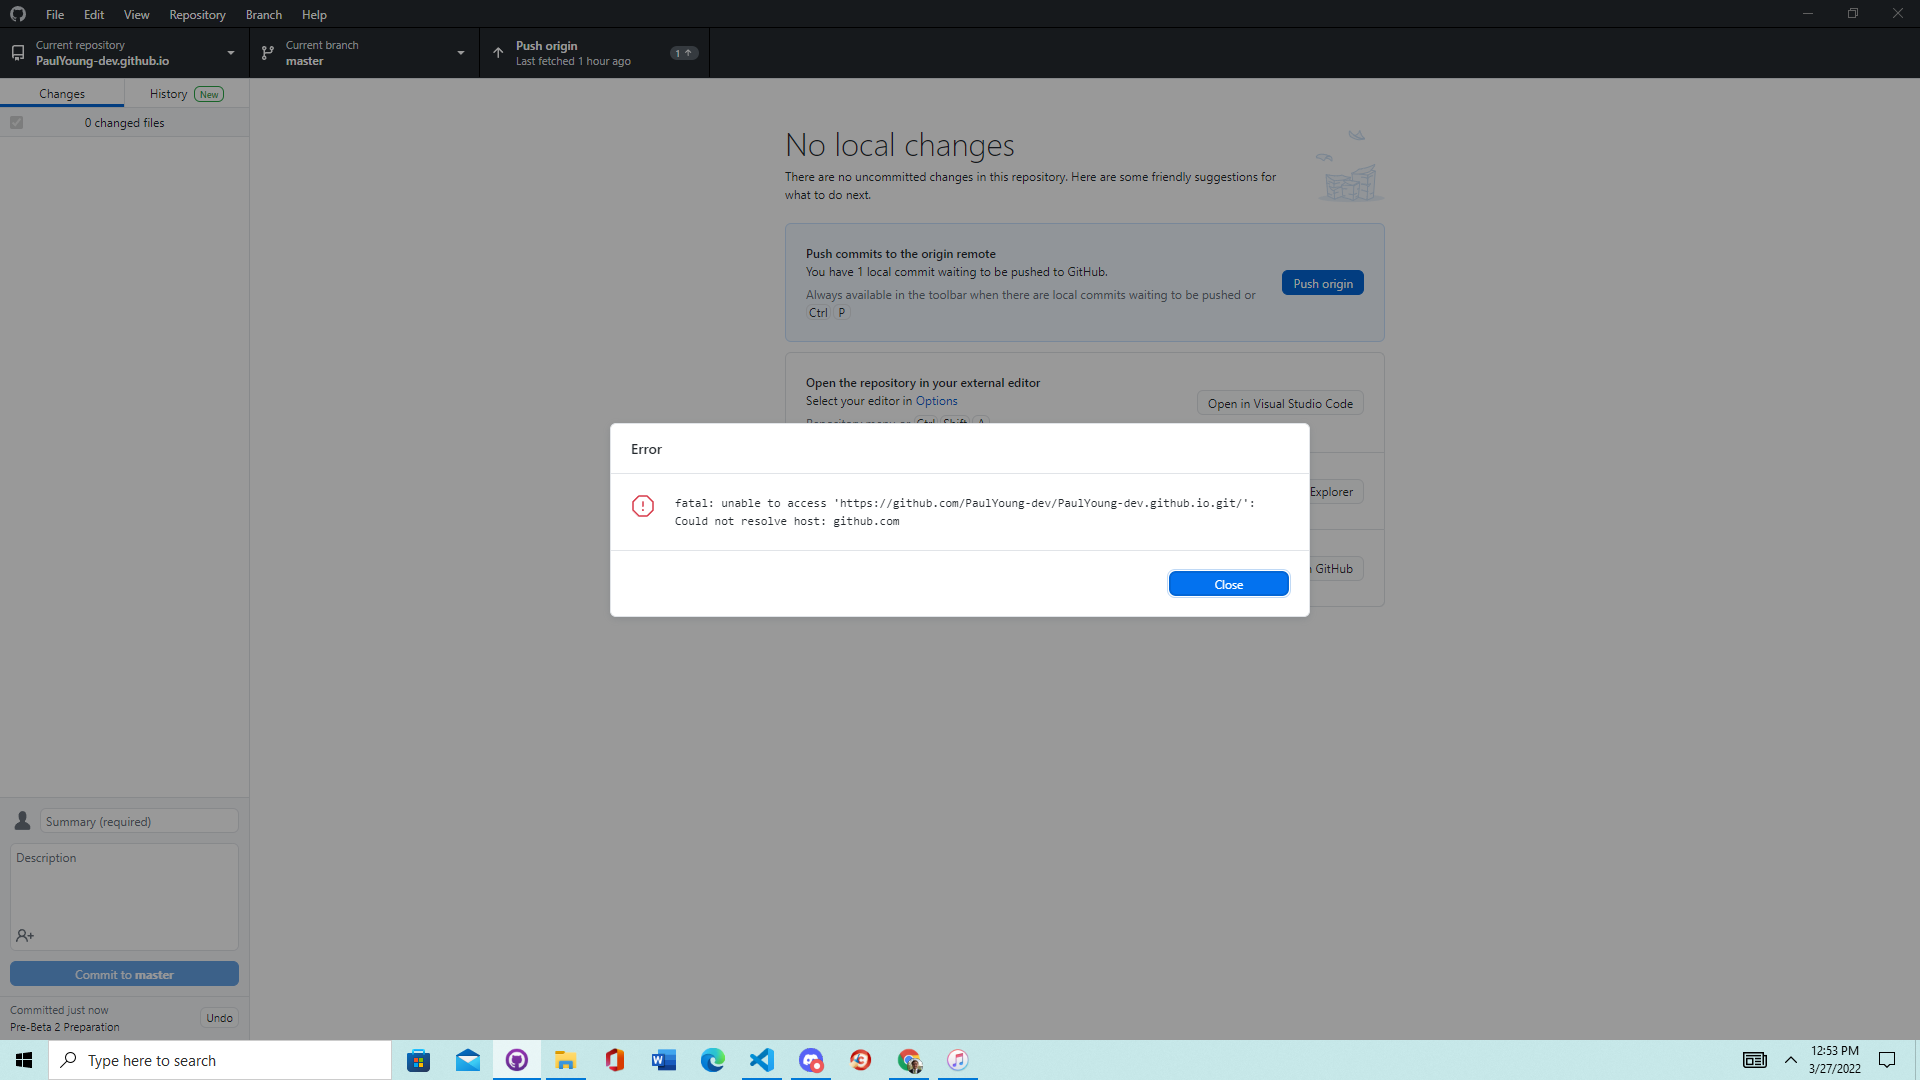 File Edit View Repository Branch Help
Current repository
PaulYoung-dev.github.io
Current branch
master
Push origin
Last fetched 1 hour ago
1
Changes
History New
0 changed files
No local changes
There are no uncommitted changes in this repository. Here are some friendly suggestions for
what to do next.
Push commits to the origin remote
You have 1 local commit waiting to be pushed to GitHub.
Always available in the toolbar when there are local commits waiting to be pushed or
Ctrl P
Push origin
Open the repository in your external editor
Select your editor in Options
Repository menu or Ctrl Shift A
Open in Visual Studio Code
Error
fatal: unable to access 'https://github.com/PaulYoung-dev/PaulYoung-dev.github.io.git/':
Could not resolve host: github.com
Close
Explorer
GitHub
Summary (required)
Description
Commit to master
Committed just now
Pre-Beta 2 Preparation
Undo
Type here to search
12:53 PM
3/27/2022